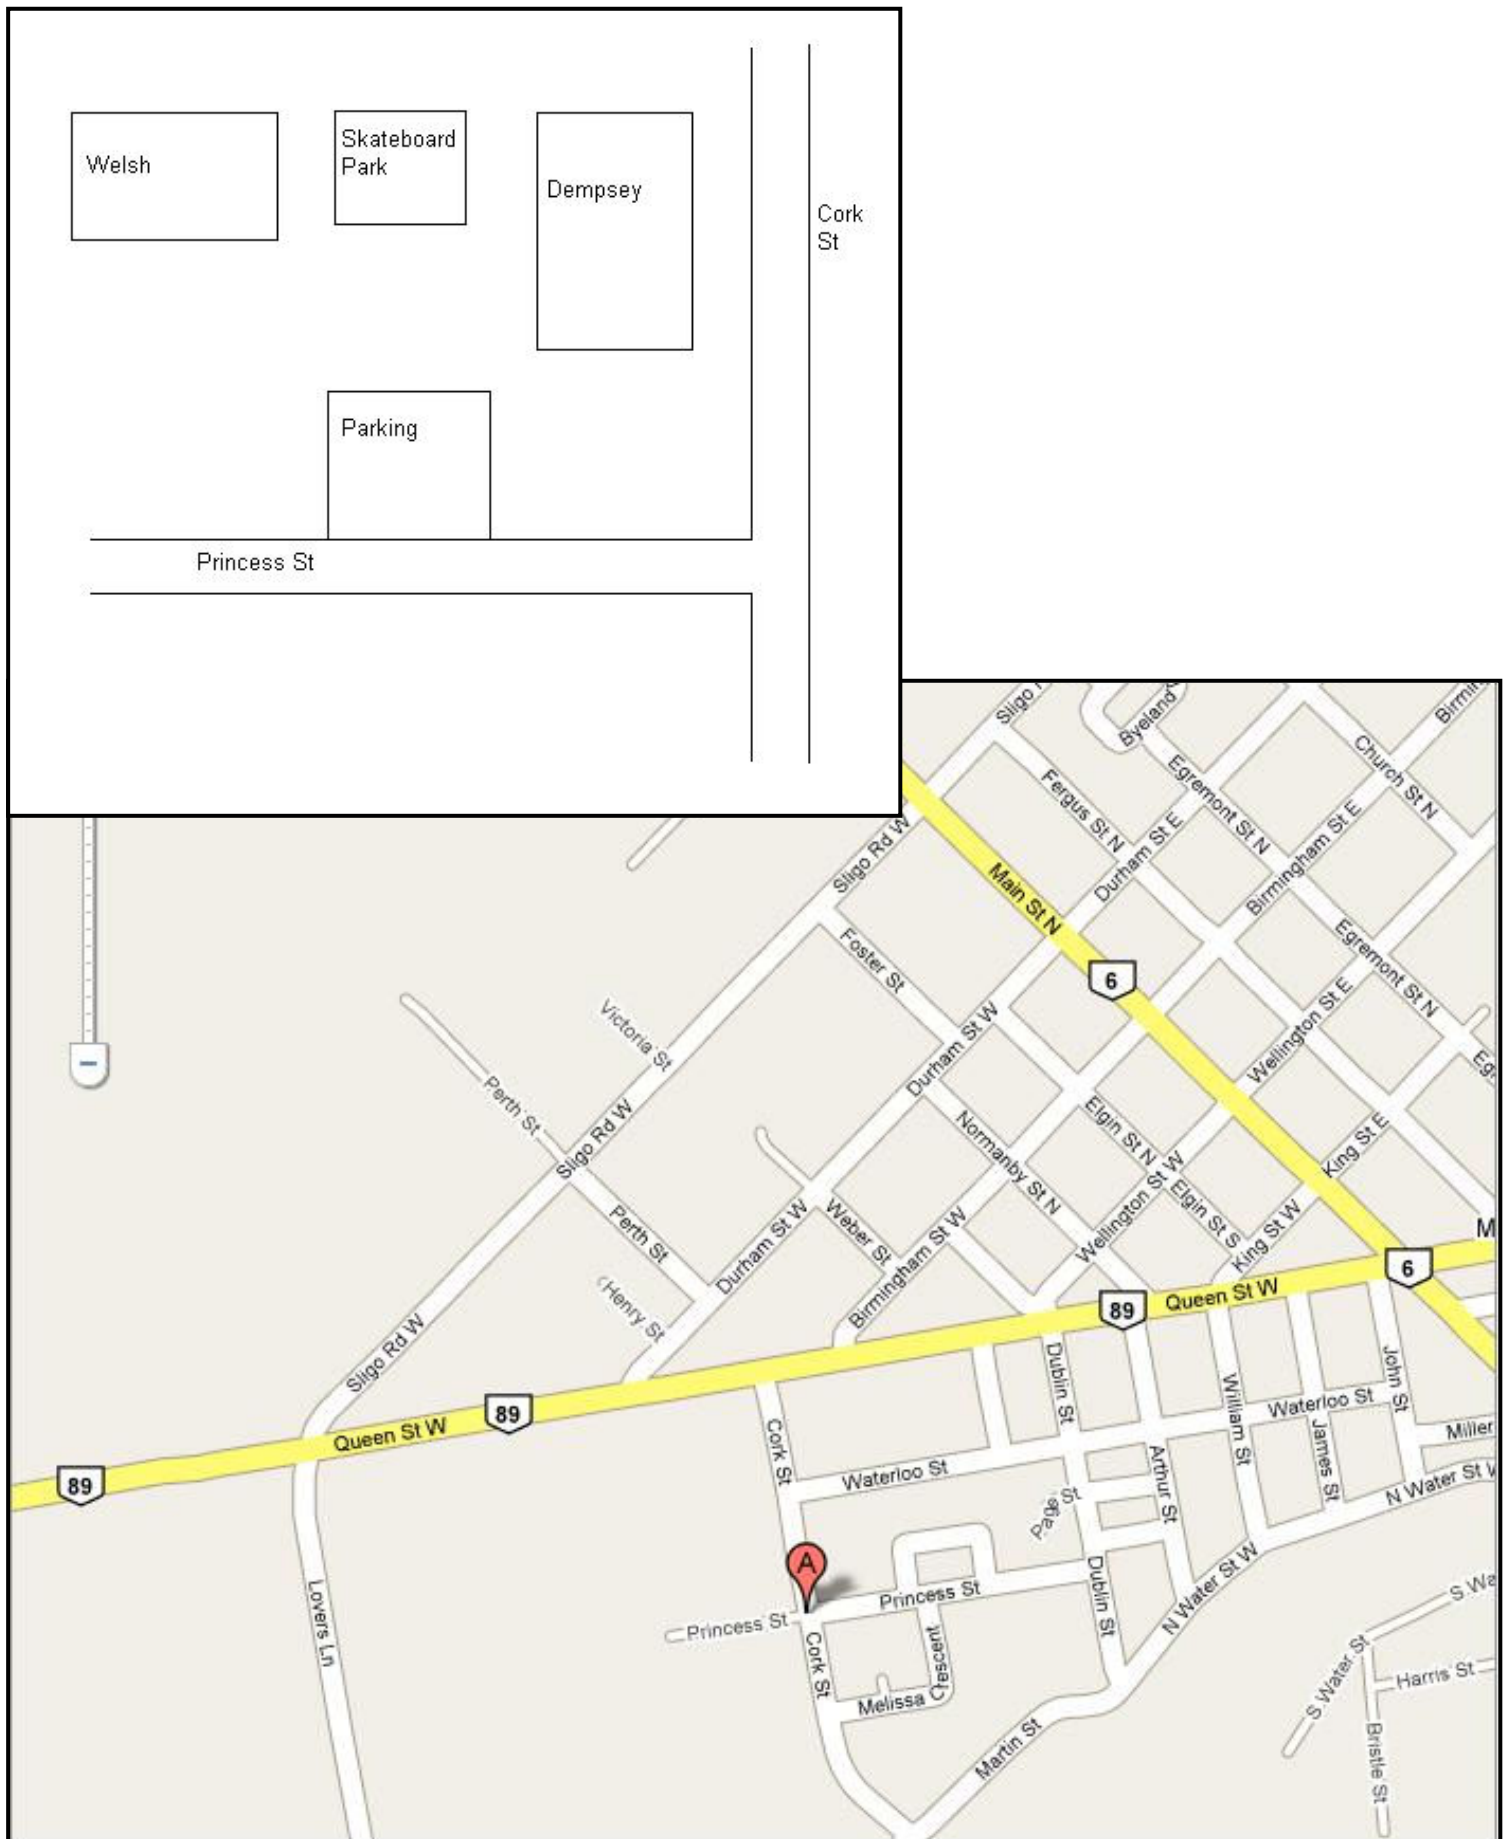 Welsh
Skateboard
Park
Dempsey
Cork
St
Parking
Princess St
Sligo
Byeland
Church St N
Fergus St N
Egremont St N
Sligo Rd W
Durham St E
Birmingham St E
Main St N
Foster St
6
Egremont St N
Victoria St
Durham St W
Wellington St E
Perth St
Sligo Rd W
Elgin St N
Normanby St N
King St E
Perth St
Weber St
Wellington St W
Elgin St S
King St W
Durham St W
Birmingham St W
Henry St
6
89
Queen St W
Sligo Rd W
Dublin St
John St
89
Queen St W
William St
Waterloo St
Cork St
James St
Miller
89
Waterloo St
Arthur St
N Water St W
Page St
A
Lovers Ln
Princess St
Dublin St
N Water St W
S Wa
Princess St
Cork St
Melissa Crescent
S Water St
Harris St
Martin St
Bristle St